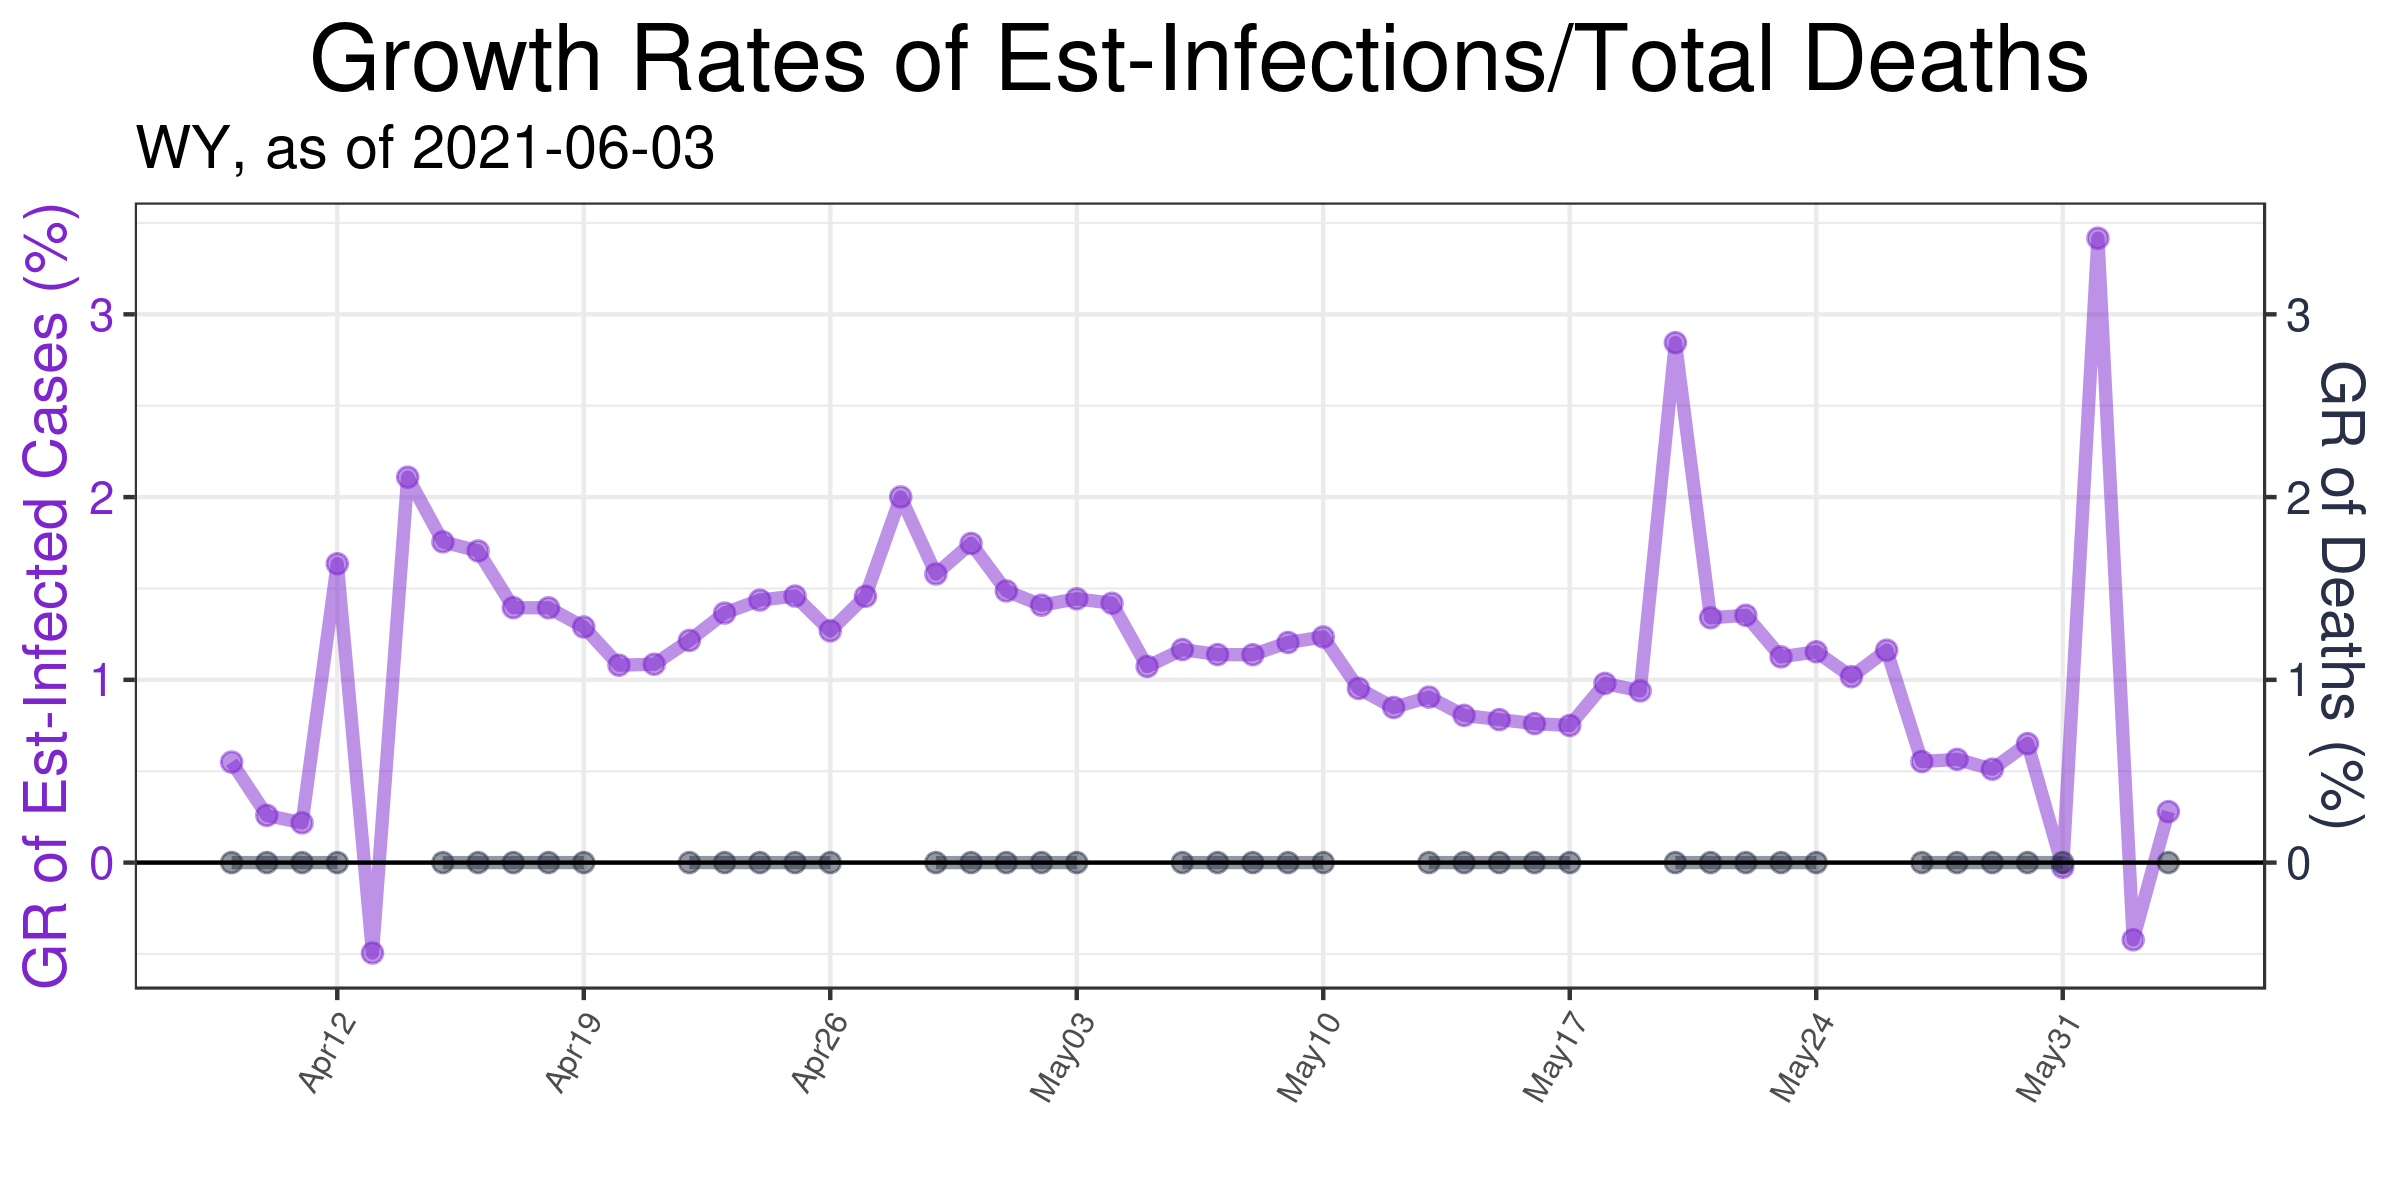 Growth Rates of Est-Infections/Total Deaths
WY, as of 2021-06-03
GR of Est-Infected Cases (%)
3
2
1
0
3
2
1
0
GR of Deaths (%)
Apr12
Apr19
Apr26
May03
May10
May17
May24
May31